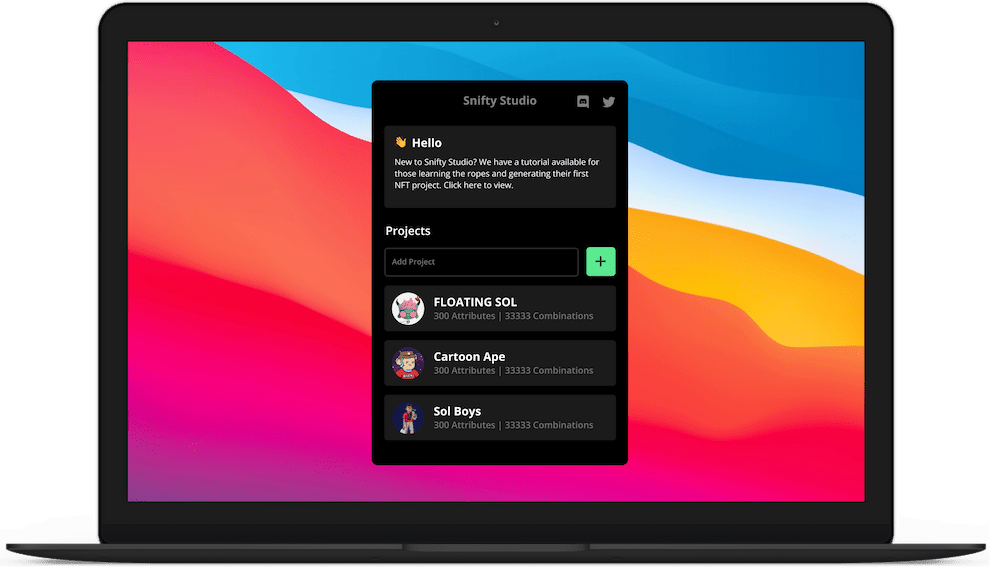 Snifty Studio
👋 Hello
New to Snifty Studio? We have a tutorial available for
those learning the ropes and generating their first
NFT project. Click here to view.
Projects
Add Project
+
FLOATING SOL
300 Attributes | 33333 Combinations
Cartoon Ape
300 Attributes | 33333 Combinations
Sol Boys
300 Attributes | 33333 Combinations